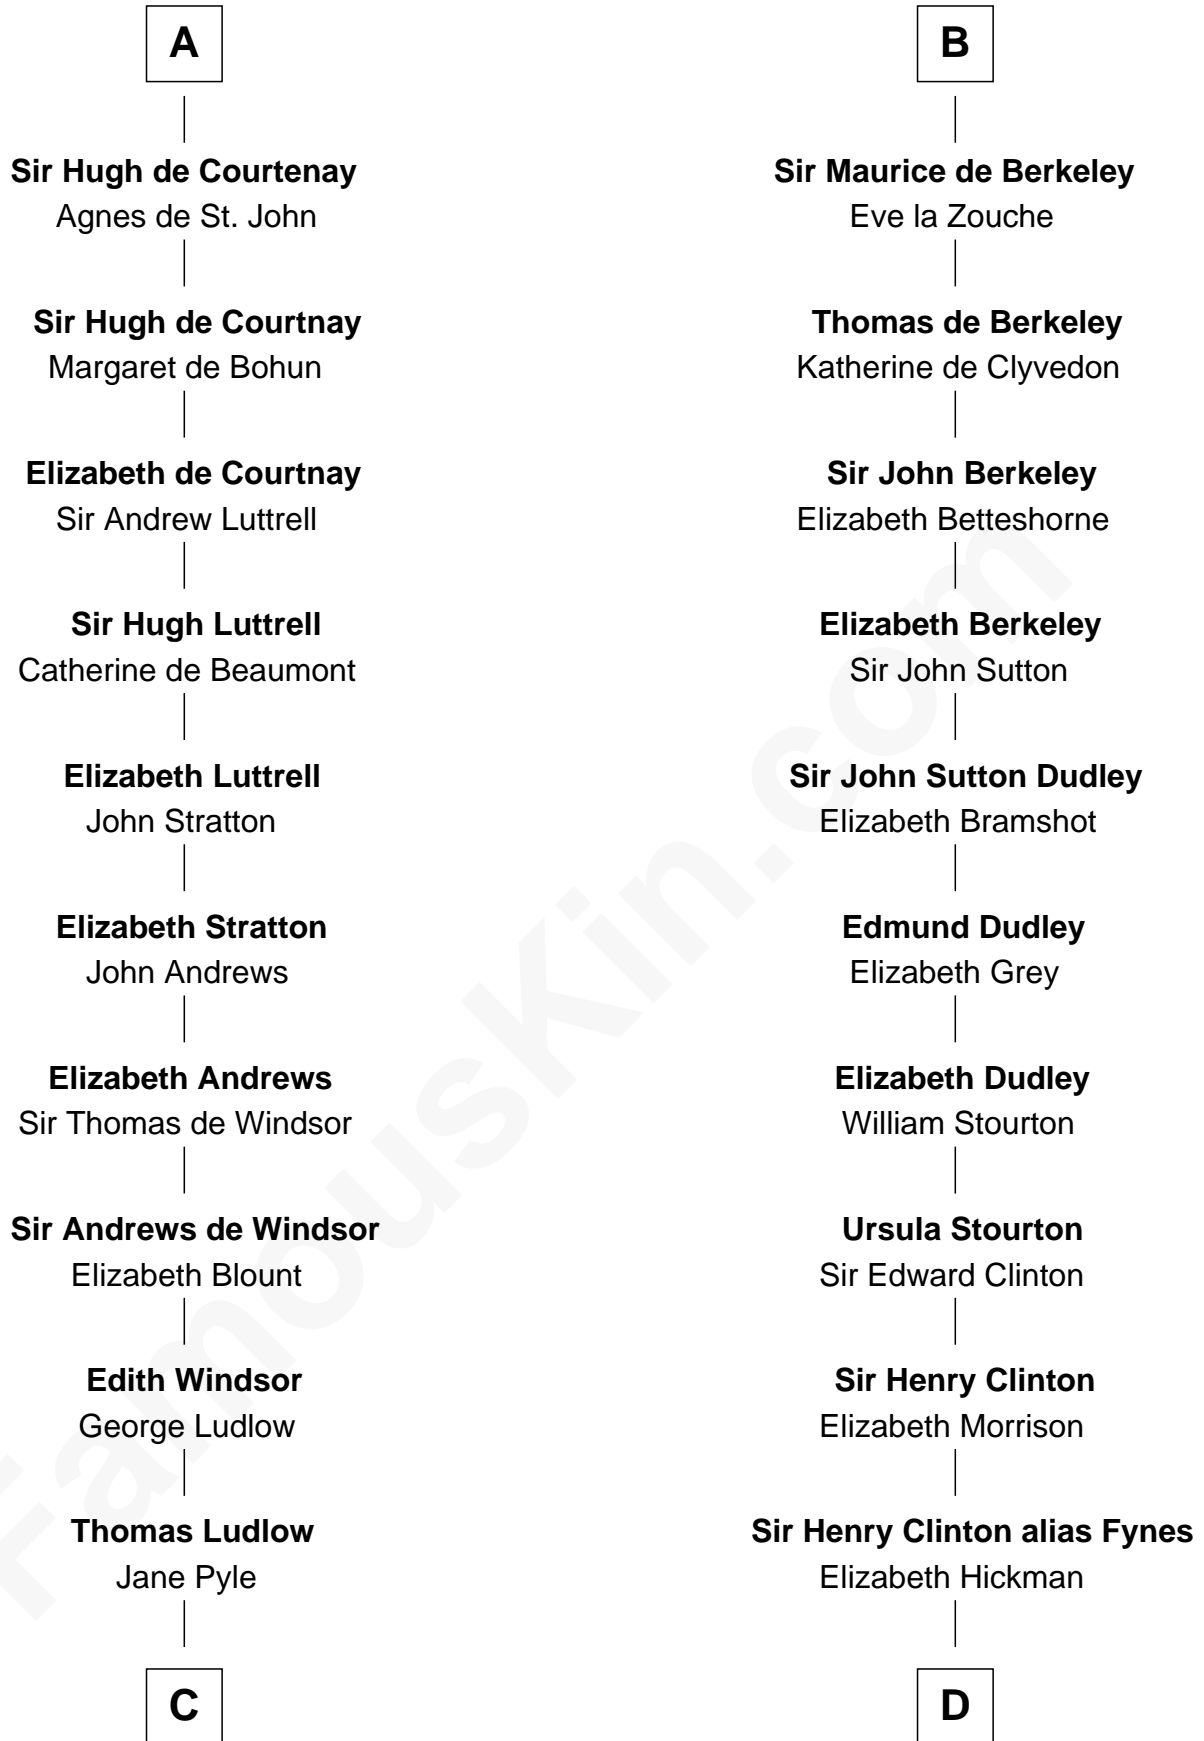 A
Sir Hugh de Courtenay
Agnes de St. John
Sir Hugh de Courtnay
Margaret de Bohun
Elizabeth de Courtnay
Sir Andrew Luttrell
Sir Hugh Luttrell
Catherine de Beaumont
Elizabeth Luttrell
John Stratton
Elizabeth Stratton
John Andrews
Elizabeth Andrews
Sir Thomas de Windsor
Sir Andrews de Windsor
Elizabeth Blount
Edith Windsor
George Ludlow
Thomas Ludlow
Jane Pyle
C
B
Sir Maurice de Berkeley
Eve la Zouche
Thomas de Berkeley
Katherine de Clyvedon
Sir John Berkeley
Elizabeth Betteshorne
Elizabeth Berkeley
Sir John Sutton
Sir John Sutton Dudley
Elizabeth Bramshot
Edmund Dudley
Elizabeth Grey
Elizabeth Dudley
William Stourton
Ursula Stourton
Sir Edward Clinton
Sir Henry Clinton
Elizabeth Morrison
Sir Henry Clinton alias Fynes
Elizabeth Hickman
D
FamousKin.com